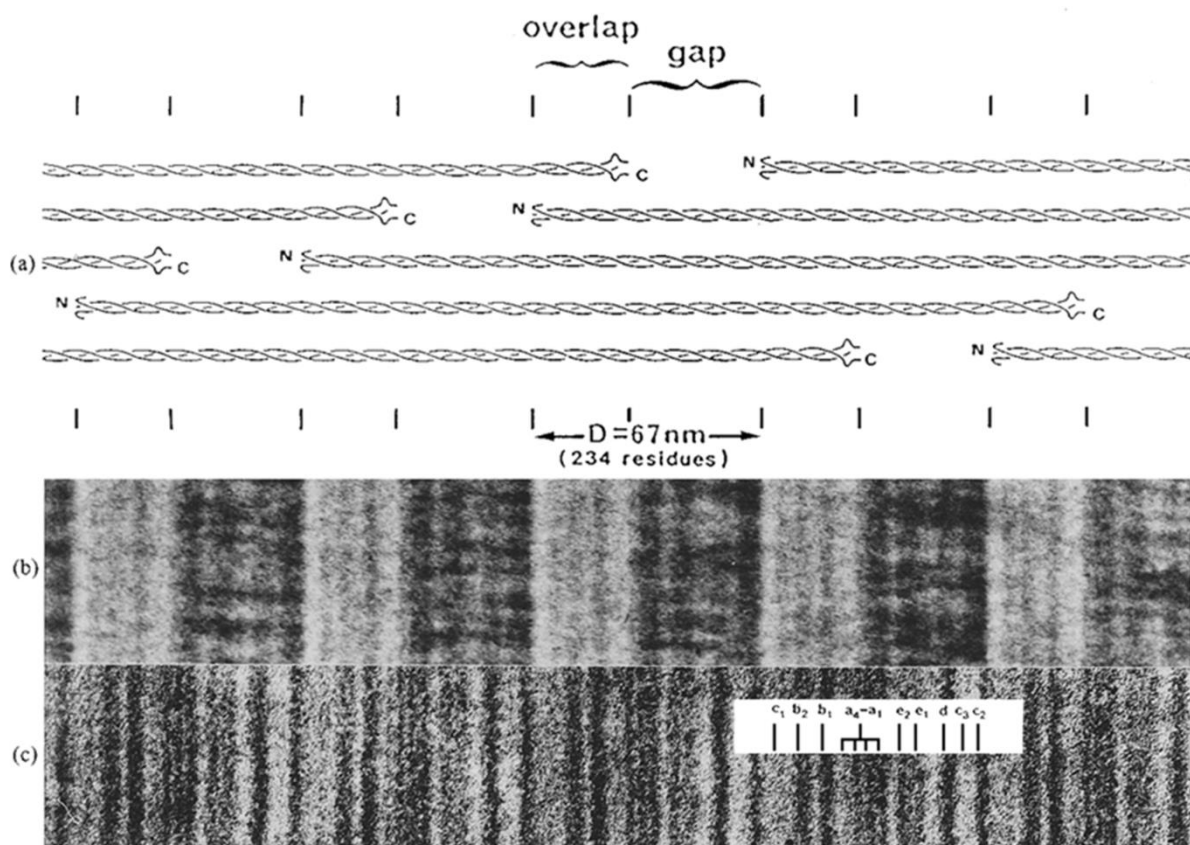 overlap
gap
N
C
N
C
(a)
C
N
N
C
C
N
D=67nm
(234 residues)
(b)
c1 b2 b1 a4-a1 e2 e1 d c3 c2
(c)